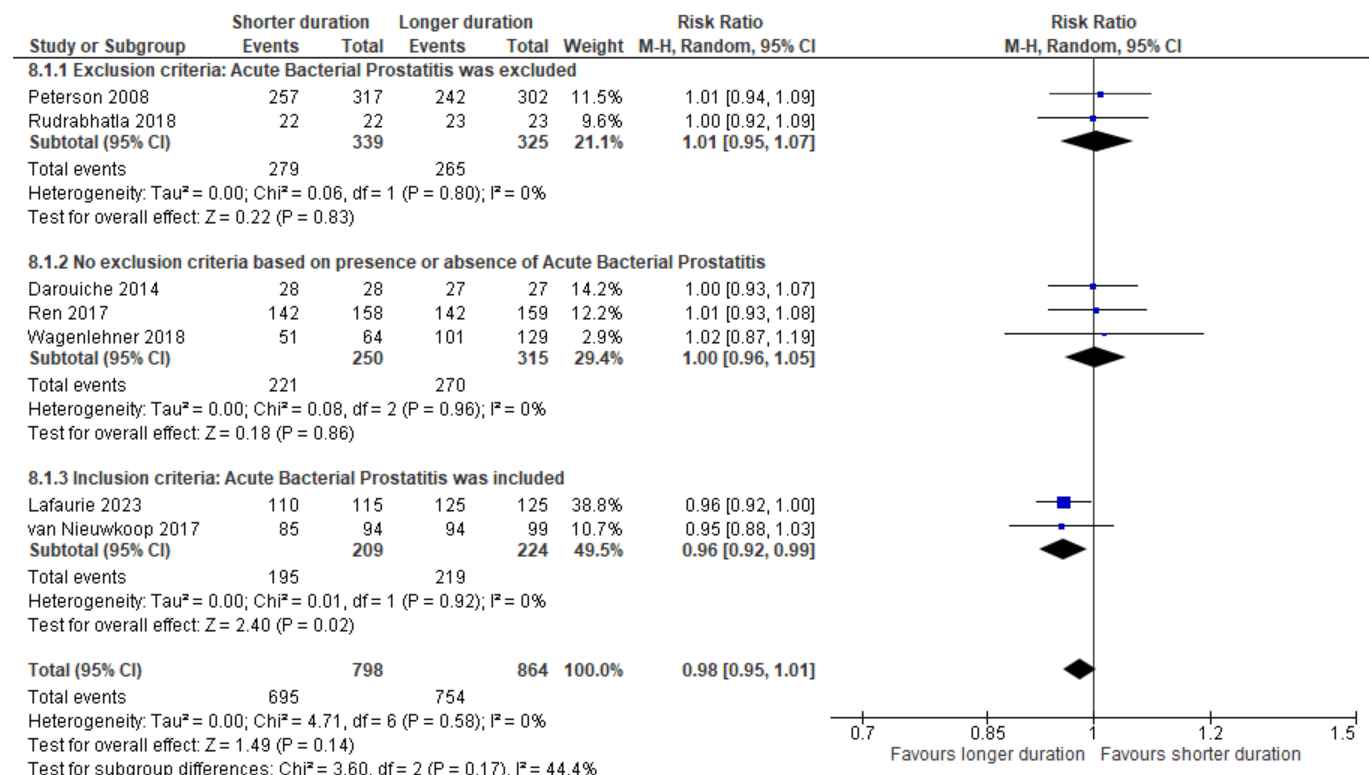 Shorter duration Longer duration Risk Ratio Risk Ratio
Study or Subgroup Events Total Events Total Weight M-H, Random, 95% CI M-H, Random, 95% CI
8.1.1 Exclusion criteria: Acute Bacterial Prostatitis was excluded
Peterson 2008 257 317 242 302 11.5% 1.01 [0.94, 1.09]
Rudrabhatla 2018 22 22 23 23 9.6% 1.00 [0.92, 1.09]
Subtotal (95% CI) 339 325 21.1% 1.01 [0.95, 1.07]
Total events 279 265
Heterogeneity: Tau² = 0.00; Chi² = 0.06, df = 1 (P = 0.80); I² = 0%
Test for overall effect: Z = 0.22 (P = 0.83)
8.1.2 No exclusion criteria based on presence or absence of Acute Bacterial Prostatitis
Darouiche 2014 28 28 27 27 14.2% 1.00 [0.93, 1.07]
Ren 2017 142 158 142 159 12.2% 1.01 [0.93, 1.08]
Wagenlehner 2018 51 64 101 129 2.9% 1.02 [0.87, 1.19]
Subtotal (95% CI) 250 315 29.4% 1.00 [0.96, 1.05]
Total events 221 270
Heterogeneity: Tau² = 0.00; Chi² = 0.08, df = 2 (P = 0.96); I² = 0%
Test for overall effect: Z = 0.18 (P = 0.86)
8.1.3 Inclusion criteria: Acute Bacterial Prostatitis was included
Lafaurie 2023 110 115 125 125 38.8% 0.96 [0.92, 1.00]
van Nieuwkoop 2017 85 94 94 99 10.7% 0.95 [0.88, 1.03]
Subtotal (95% CI) 209 224 49.5% 0.96 [0.92, 0.99]
Total events 195 219
Heterogeneity: Tau² = 0.00; Chi² = 0.01, df = 1 (P = 0.92); I² = 0%
Test for overall effect: Z = 2.40 (P = 0.02)
Total (95% CI) 798 864 100.0% 0.98 [0.95, 1.01]
Total events 695 754
Heterogeneity: Tau² = 0.00; Chi² = 4.71, df = 6 (P = 0.58); I² = 0%
Test for overall effect: Z = 1.49 (P = 0.14)
Test for subgroup differences: Chi² = 3.60, df = 2 (P = 0.17), I² = 44.4%
0.7 0.85 1 1.2 1.5
Favours longer duration Favours shorter duration